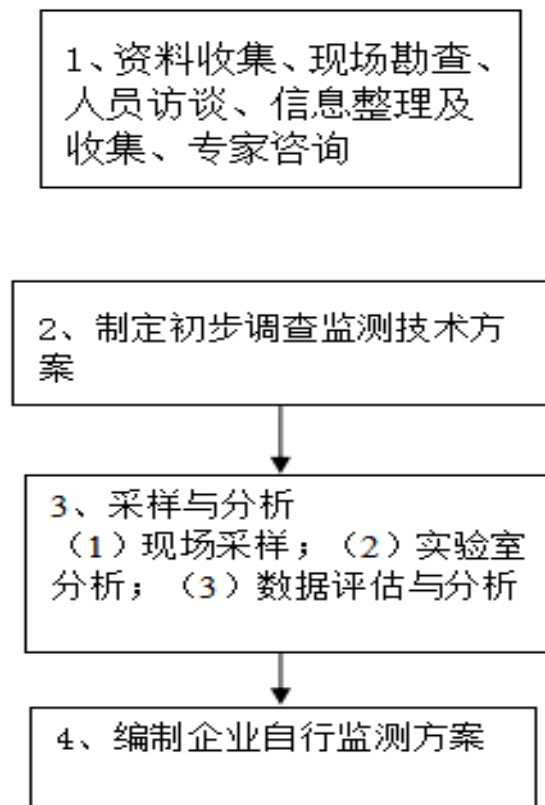 1、资料收集、现场勘查、
人员访谈、信息整理及
收集、专家咨询
2、制定初步调查监测技术方
案
3、采样与分析
（1）现场采样；（2）实验室
分析；（3）数据评估与分析
4、编制企业自行监测方案